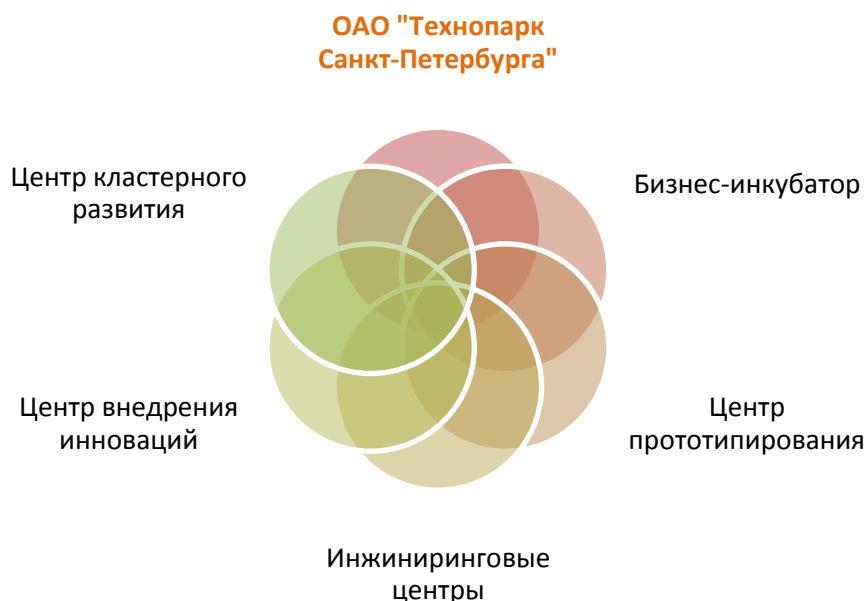 ОАО "Технопарк
Санкт-Петербурга"
Центр кластерного
развития
Бизнес-инкубатор
Центр внедрения
инноваций
Центр
прототипирования
Инжиниринговые
центры